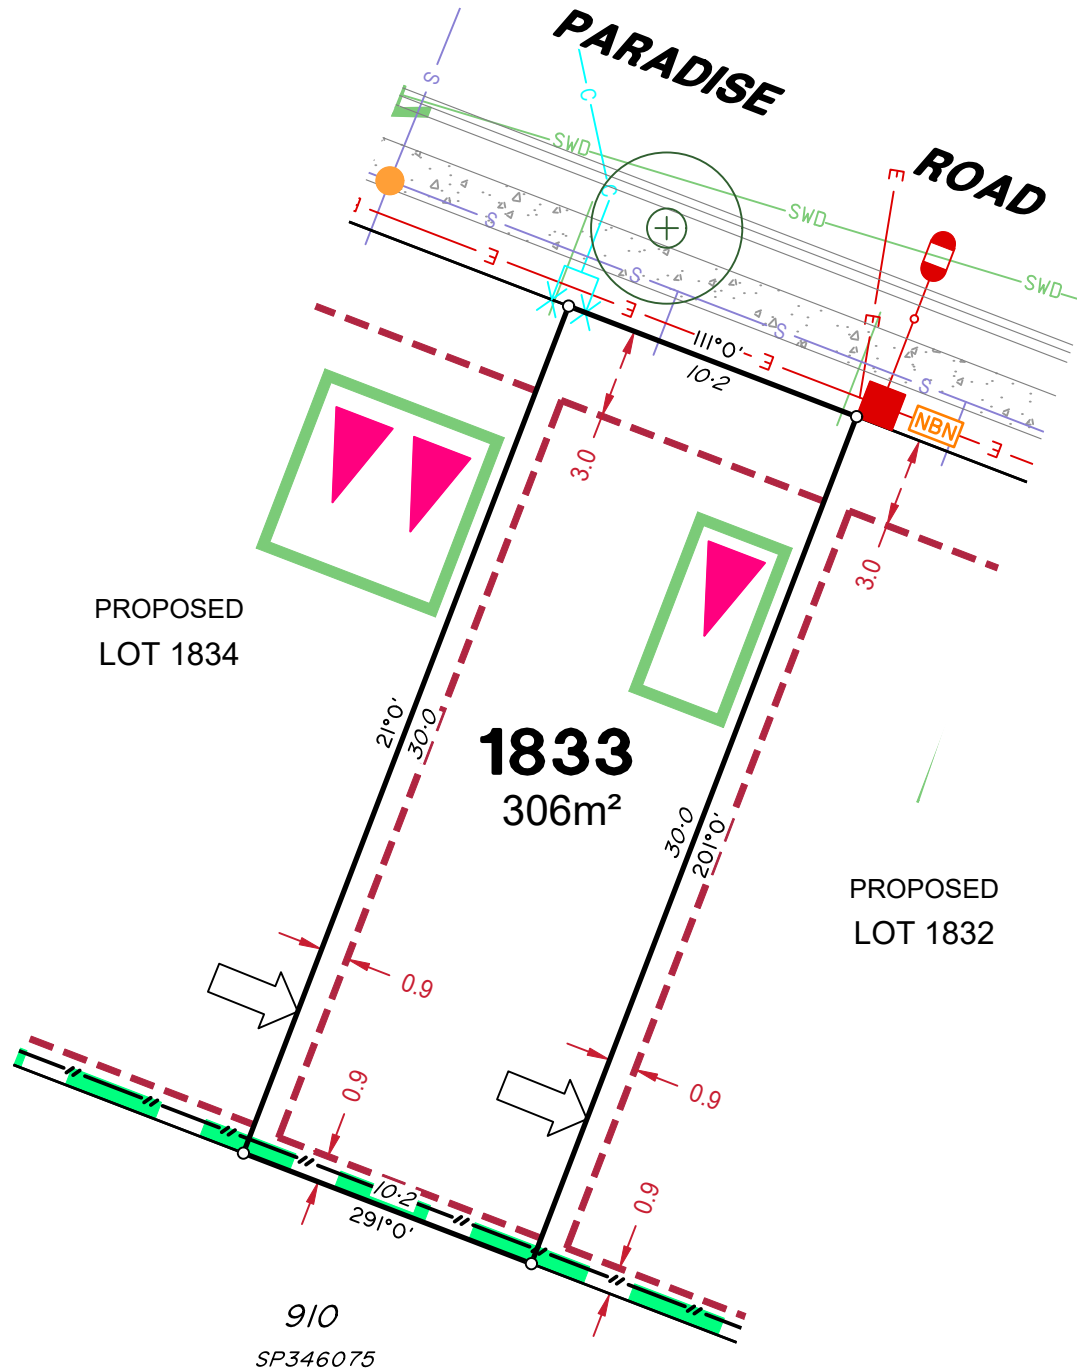 PARADISE
ROAD
S
C
SWD
C
SWD
SWD
E
S
S
S
S
E
E
E
E
E
111°0'
10·2
NBN
3.0
3.0
PROPOSED
LOT 1834
21°0'
30·0
1833
306m²
30·0
201°0'
PROPOSED
LOT 1832
0.9
0.9
0.9
0.9
10·2
291°0'
910
SP346075